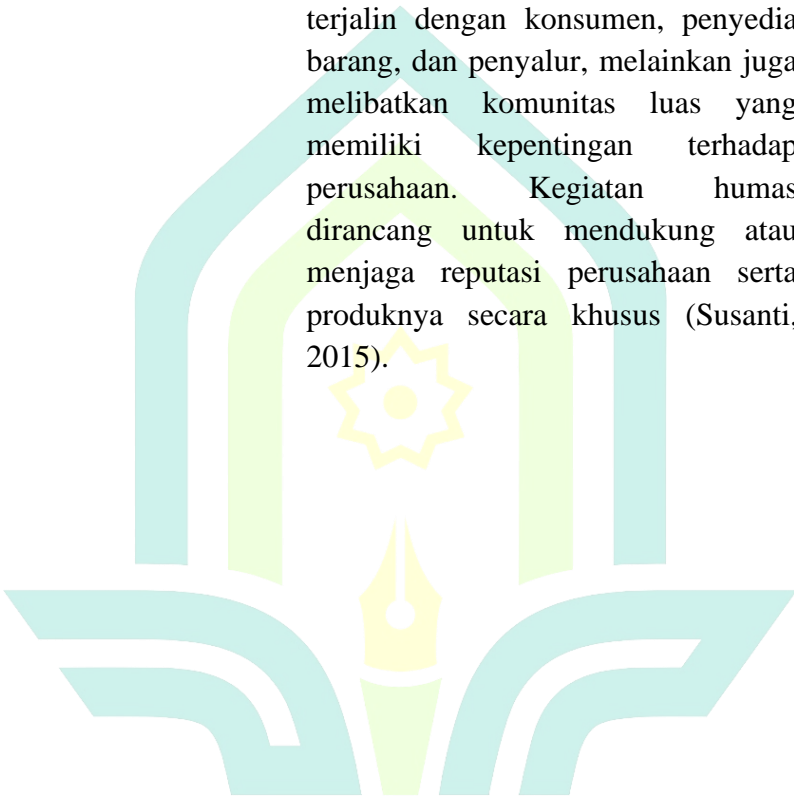 terjalin dengan konsumen, penyedia
barang, dan penyalur, melainkan juga
melibatkan komunitas luas yang
memiliki kepentingan terhadap
perusahaan. Kegiatan humas
dirancang untuk mendukung atau
menjaga reputasi perusahaan serta
produknya secara khusus (Susanti,
2015).